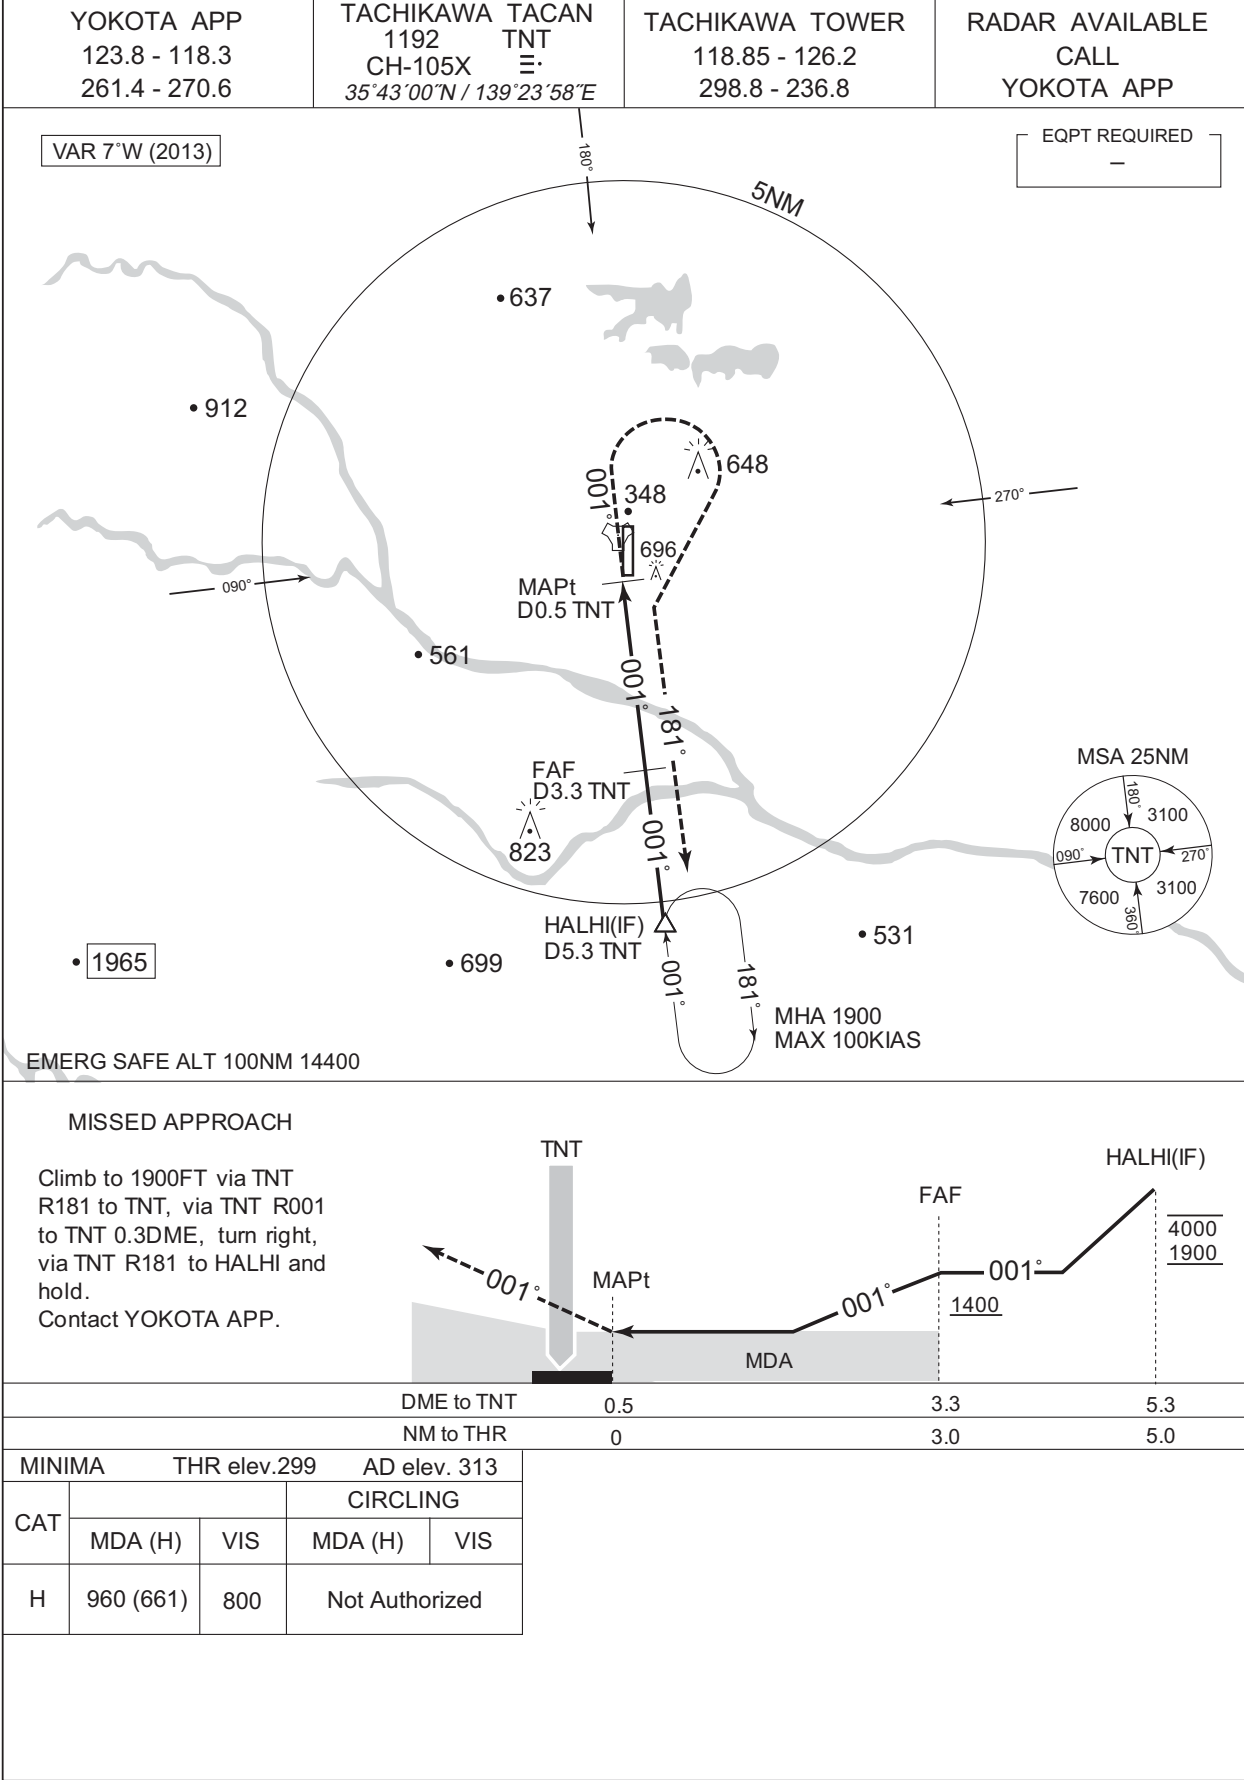 YOKOTA APP
123.8 - 118.3
261.4 - 270.6
TACHIKAWA TACAN
1192 TNT
CH-105X
35°43´00˝N / 139°23´58˝E
TACHIKAWA TOWER
118.85 - 126.2
298.8 - 236.8
RADAR AVAILABLE
CALL
YOKOTA APP
VAR 7°W (2013)
EQPT REQUIRED
–
180°
5NM
637
912
648
001°
348
270°
696
090°
MAPt
D0.5 TNT
561
001°
181°
FAF
D3.3 TNT
823
001°
MSA 25NM
180°
8000
3100
090°
TNT
270°
7600
3100
360°
HALHI(IF)
D5.3 TNT
531
1965
699
001°
181°
MHA 1900
MAX 100KIAS
EMERG SAFE ALT 100NM 14400
MISSED APPROACH
Climb to 1900FT via TNT
R181 to TNT, via TNT R001
to TNT 0.3DME, turn right,
via TNT R181 to HALHI and
hold.
Contact YOKOTA APP.
TNT
HALHI(IF)
FAF
4000
1900
001°
MAPt
001°
001°
1400
MDA
DME to TNT 0.5 3.3 5.3
NM to THR 0 3.0 5.0
MINIMA THR elev.299 AD elev. 313
CAT
CIRCLING
MDA (H) VIS MDA (H) VIS
H 960 (661) 800 Not Authorized